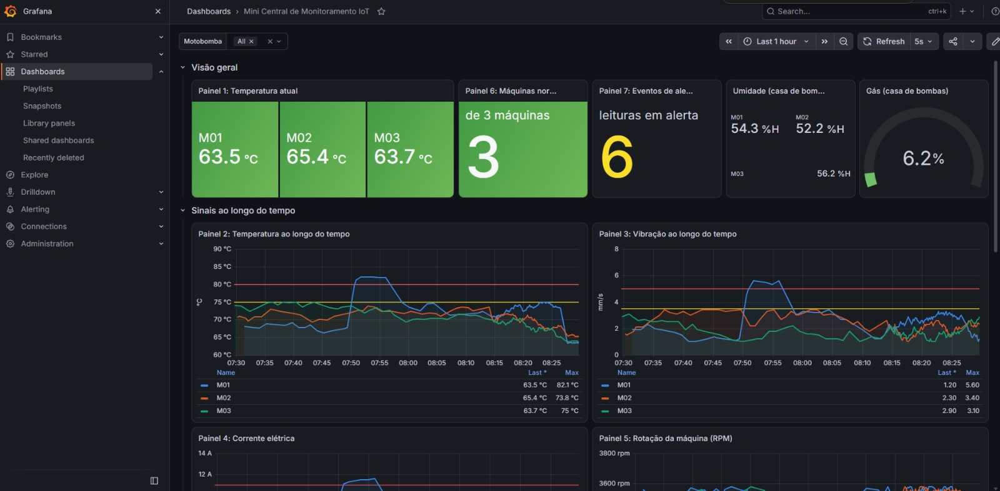 Grafana
Dashboards › Mini Central de Monitoramento IoT
Search... ctrl+k
Bookmarks
Starred
Dashboards
Playlists
Snapshots
Library panels
Shared dashboards
Recently deleted
Explore
Drilldown
Alerting
Connections
Administration
Motobomba All
Last 1 hour Refresh 5s
Visão geral
Painel 1: Temperatura atual
M01
63.5 °C
M02
65.4 °C
M03
63.7 °C
Painel 6: Máquinas nor...
de 3 máquinas
3
Painel 7: Eventos de ale...
leituras em alerta
6
Umidade (casa de bom...
M01
54.3 %H
M02
52.2 %H
M03
56.2 %H
Gás (casa de bombas)
6.2%
Sinais ao longo do tempo
Painel 2: Temperatura ao longo do tempo
°C
90 °C
85 °C
80 °C
75 °C
70 °C
65 °C
60 °C
07:30 07:35 07:40 07:45 07:50 07:55 08:00 08:05 08:10 08:15 08:20 08:25
Name Last * Max
M01 63.5 °C 82.1 °C
M02 65.4 °C 73.8 °C
M03 63.7 °C 75 °C
Painel 3: Vibração ao longo do tempo
mm/s
8
6
4
2
0
07:30 07:35 07:40 07:45 07:50 07:55 08:00 08:05 08:10 08:15 08:20 08:25
Name Last * Max
M01 1.20 5.60
M02 2.30 3.40
M03 2.90 3.10
Painel 4: Corrente elétrica
14 A
12 A
Painel 5: Rotação da máquina (RPM)
3800 rpm
3600 rpm